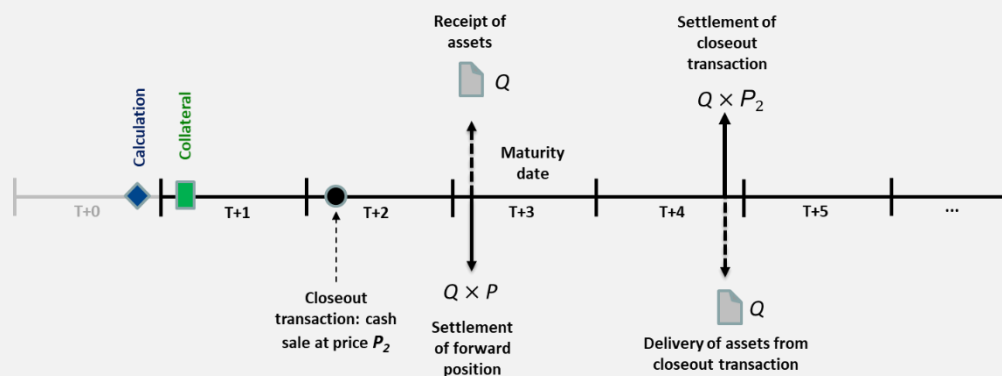 Receipt of
assets
Q
Settlement of
closeout
transaction
Q × P2
Calculation
Collateral
Maturity
date
T+0
T+1
T+2
T+3
T+4
T+5
...
Closeout
transaction: cash
sale at price P2
Q × P
Settlement
of forward
position
Q
Delivery of assets from
closeout transaction